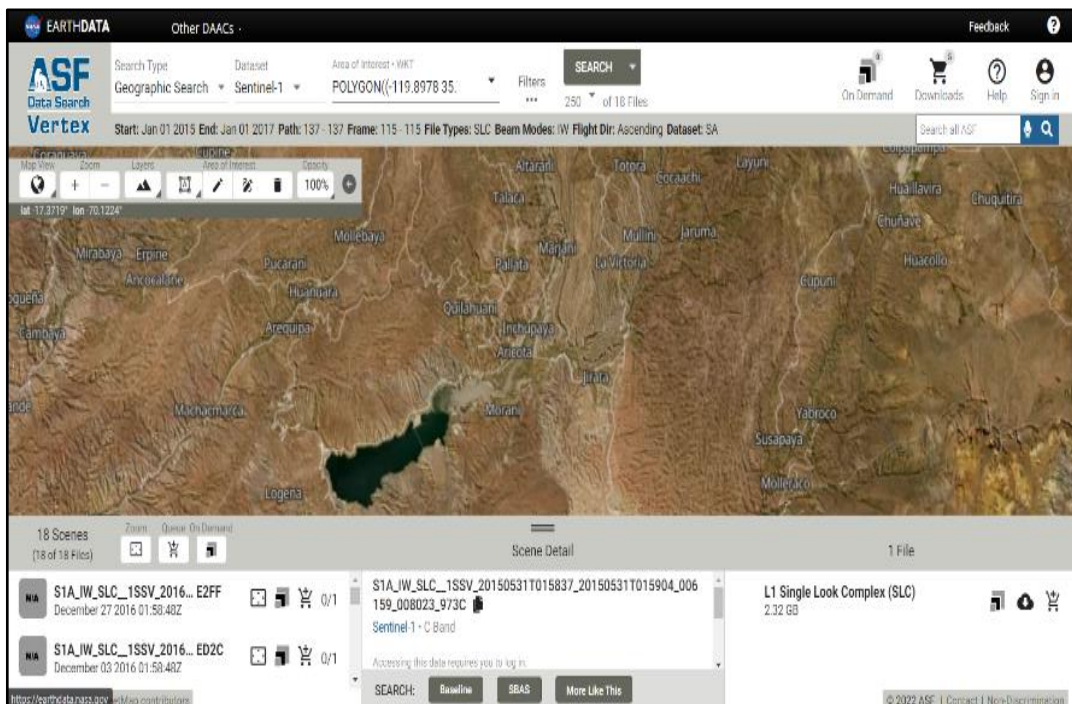 EARTHDATA Other DAACs Feedback ?
ASF
Data Search
Vertex
Search Type Dataset Area of Interest • WKT
Geographic Search Sentinel-1 POLYGON((-119.8978 35. Filters SEARCH
250 of 18 Files
On Demand Downloads Help Sign in
Start: Jan 01 2015 End: Jan 01 2017 Path: 137 - 137 Frame: 115 - 115 File Types: SLC Beam Modes: IW Flight Dir: Ascending Dataset: SA
Search all ASF
Map View Zoom Layers Area of Interest Opacity
100%
lat -17.3719° lon -70.1224°
Altarani Totora Layuni
Talaca Cocaachi Huaillavira Chuquitira
Mollebaya Mullini Jaruma Chuñave
Mirabaya Erpine Pucarani Pallata Mañani La Victoria Huacollo
Ancocalane Huanuara Cupuni
Quilahuani
Cambaya Arequipa Inchupaya
Aricota
Jirata
Machacmarca Morani Yabroco
Susapaya
Logena Molleraco
18 Scenes
(18 of 18 Files)
Zoom Queue On Demand
Scene Detail
1 File
S1A_IW_SLC__1SSV_2016... E2FF
December 27 2016 01:58:48Z
0/1
S1A_IW_SLC__1SSV_2016... ED2C
December 03 2016 01:58:48Z
0/1
S1A_IW_SLC__1SSV_20150531T015837_20150531T015904_006
159_008023_973C
Sentinel-1 • C Band
Accessing this data requires you to log in.
SEARCH: Baseline SBAS More Like This
L1 Single Look Complex (SLC)
2.32 GB
https://earthdata.nasa.gov
© 2022 ASF | Contact | Non-Discrimination